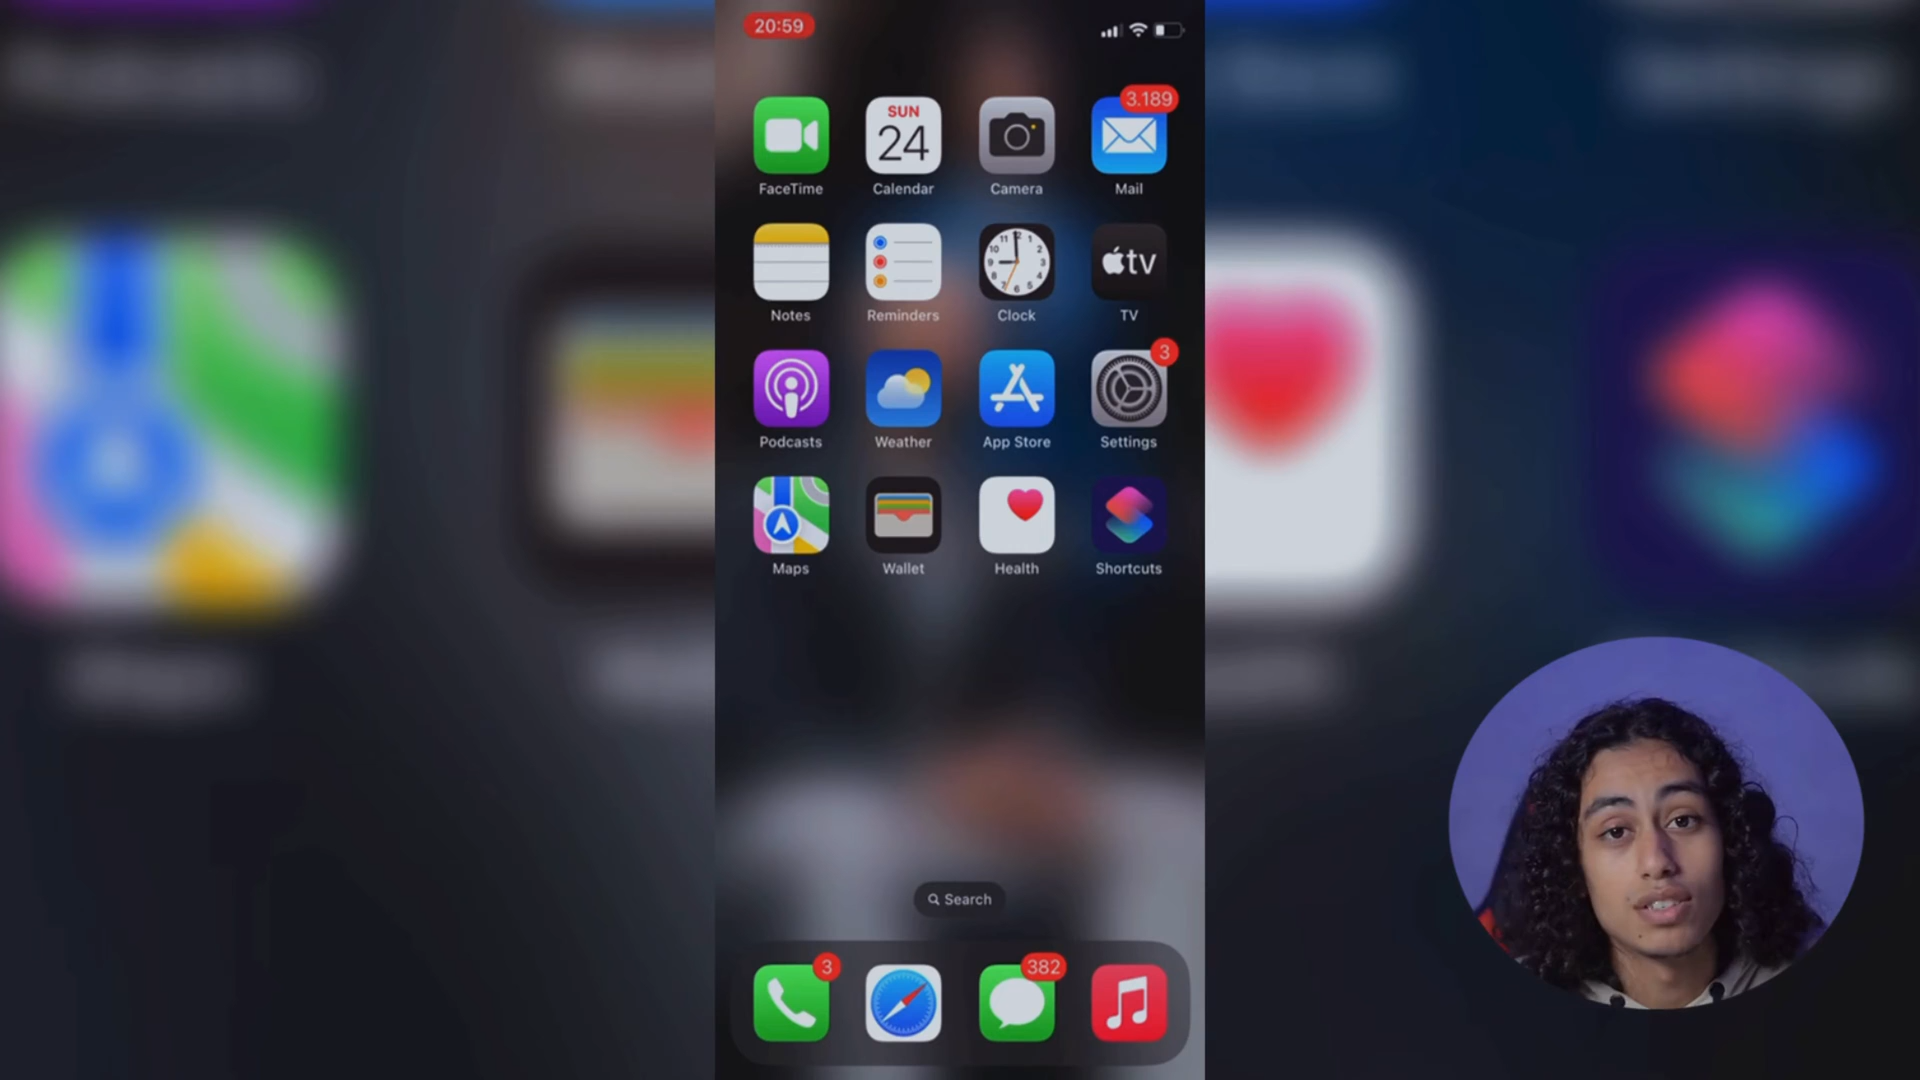 20:59
3.189
SUN
24
tv
FaceTime Calendar Camera Mail
Notes Reminders Clock TV
3
Podcasts Weather App Store Settings
Maps Wallet Health Shortcuts
Search
3
382